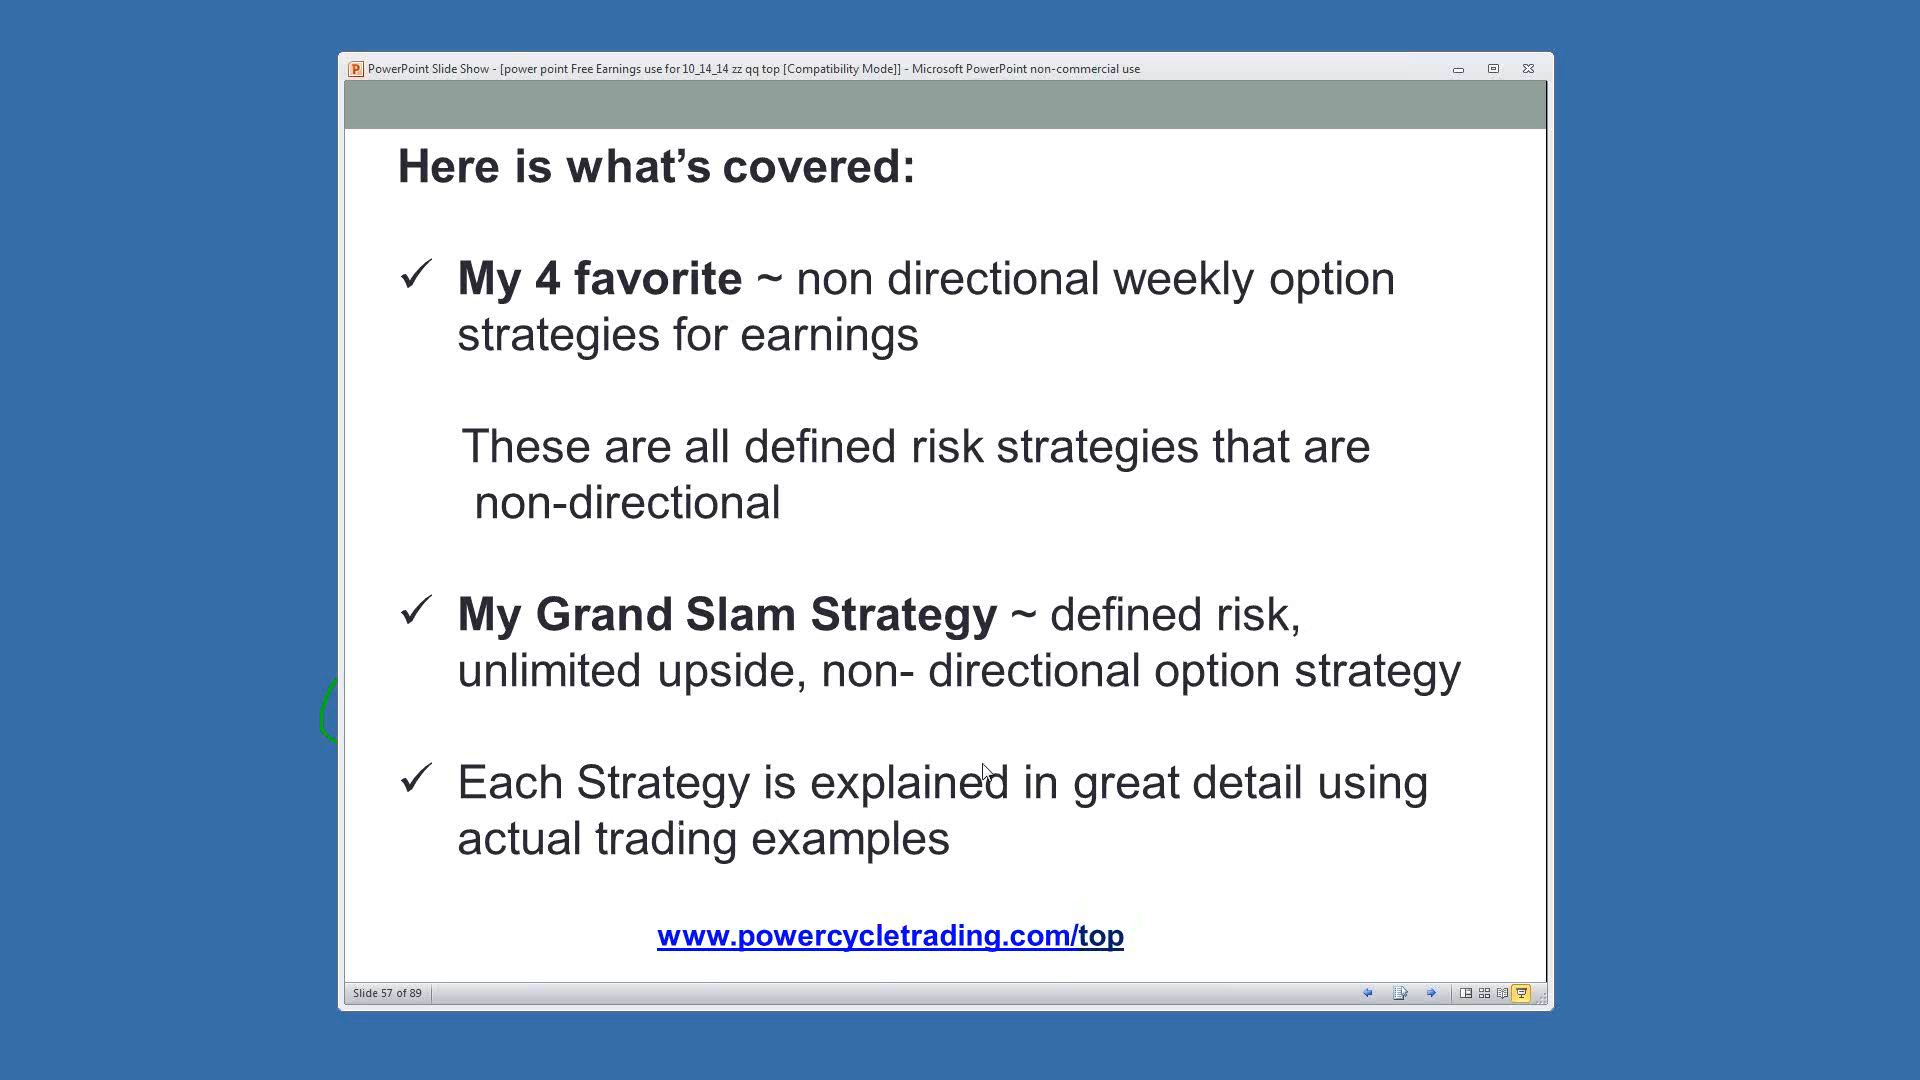 PowerPoint Slide Show - [power point Free Earnings use for 10_14_14 zz qq top [Compatibility Mode]] - Microsoft PowerPoint non-commercial use
Here is what’s covered:
✓ My 4 favorite ~ non directional weekly option
strategies for earnings
These are all defined risk strategies that are
non-directional
✓ My Grand Slam Strategy ~ defined risk,
unlimited upside, non- directional option strategy
✓ Each Strategy is explained in great detail using
actual trading examples
www.powercycletrading.com/top
Slide 57 of 89